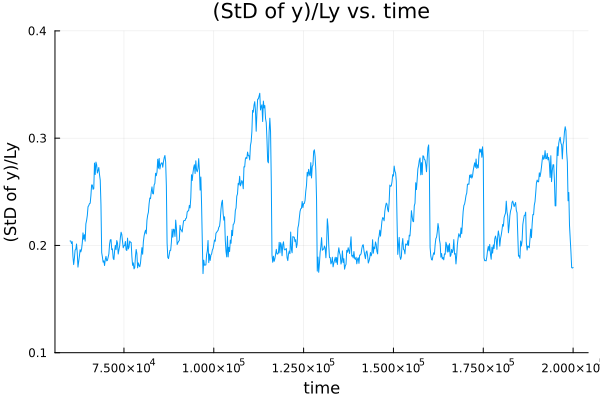 (StD of y)/Ly vs. time
0.4
0.3
(StD of y)/Ly
0.2
0.1
7.500×10⁴ 1.000×10⁵ 1.250×10⁵ 1.500×10⁵ 1.750×10⁵ 2.000×10⁵
time